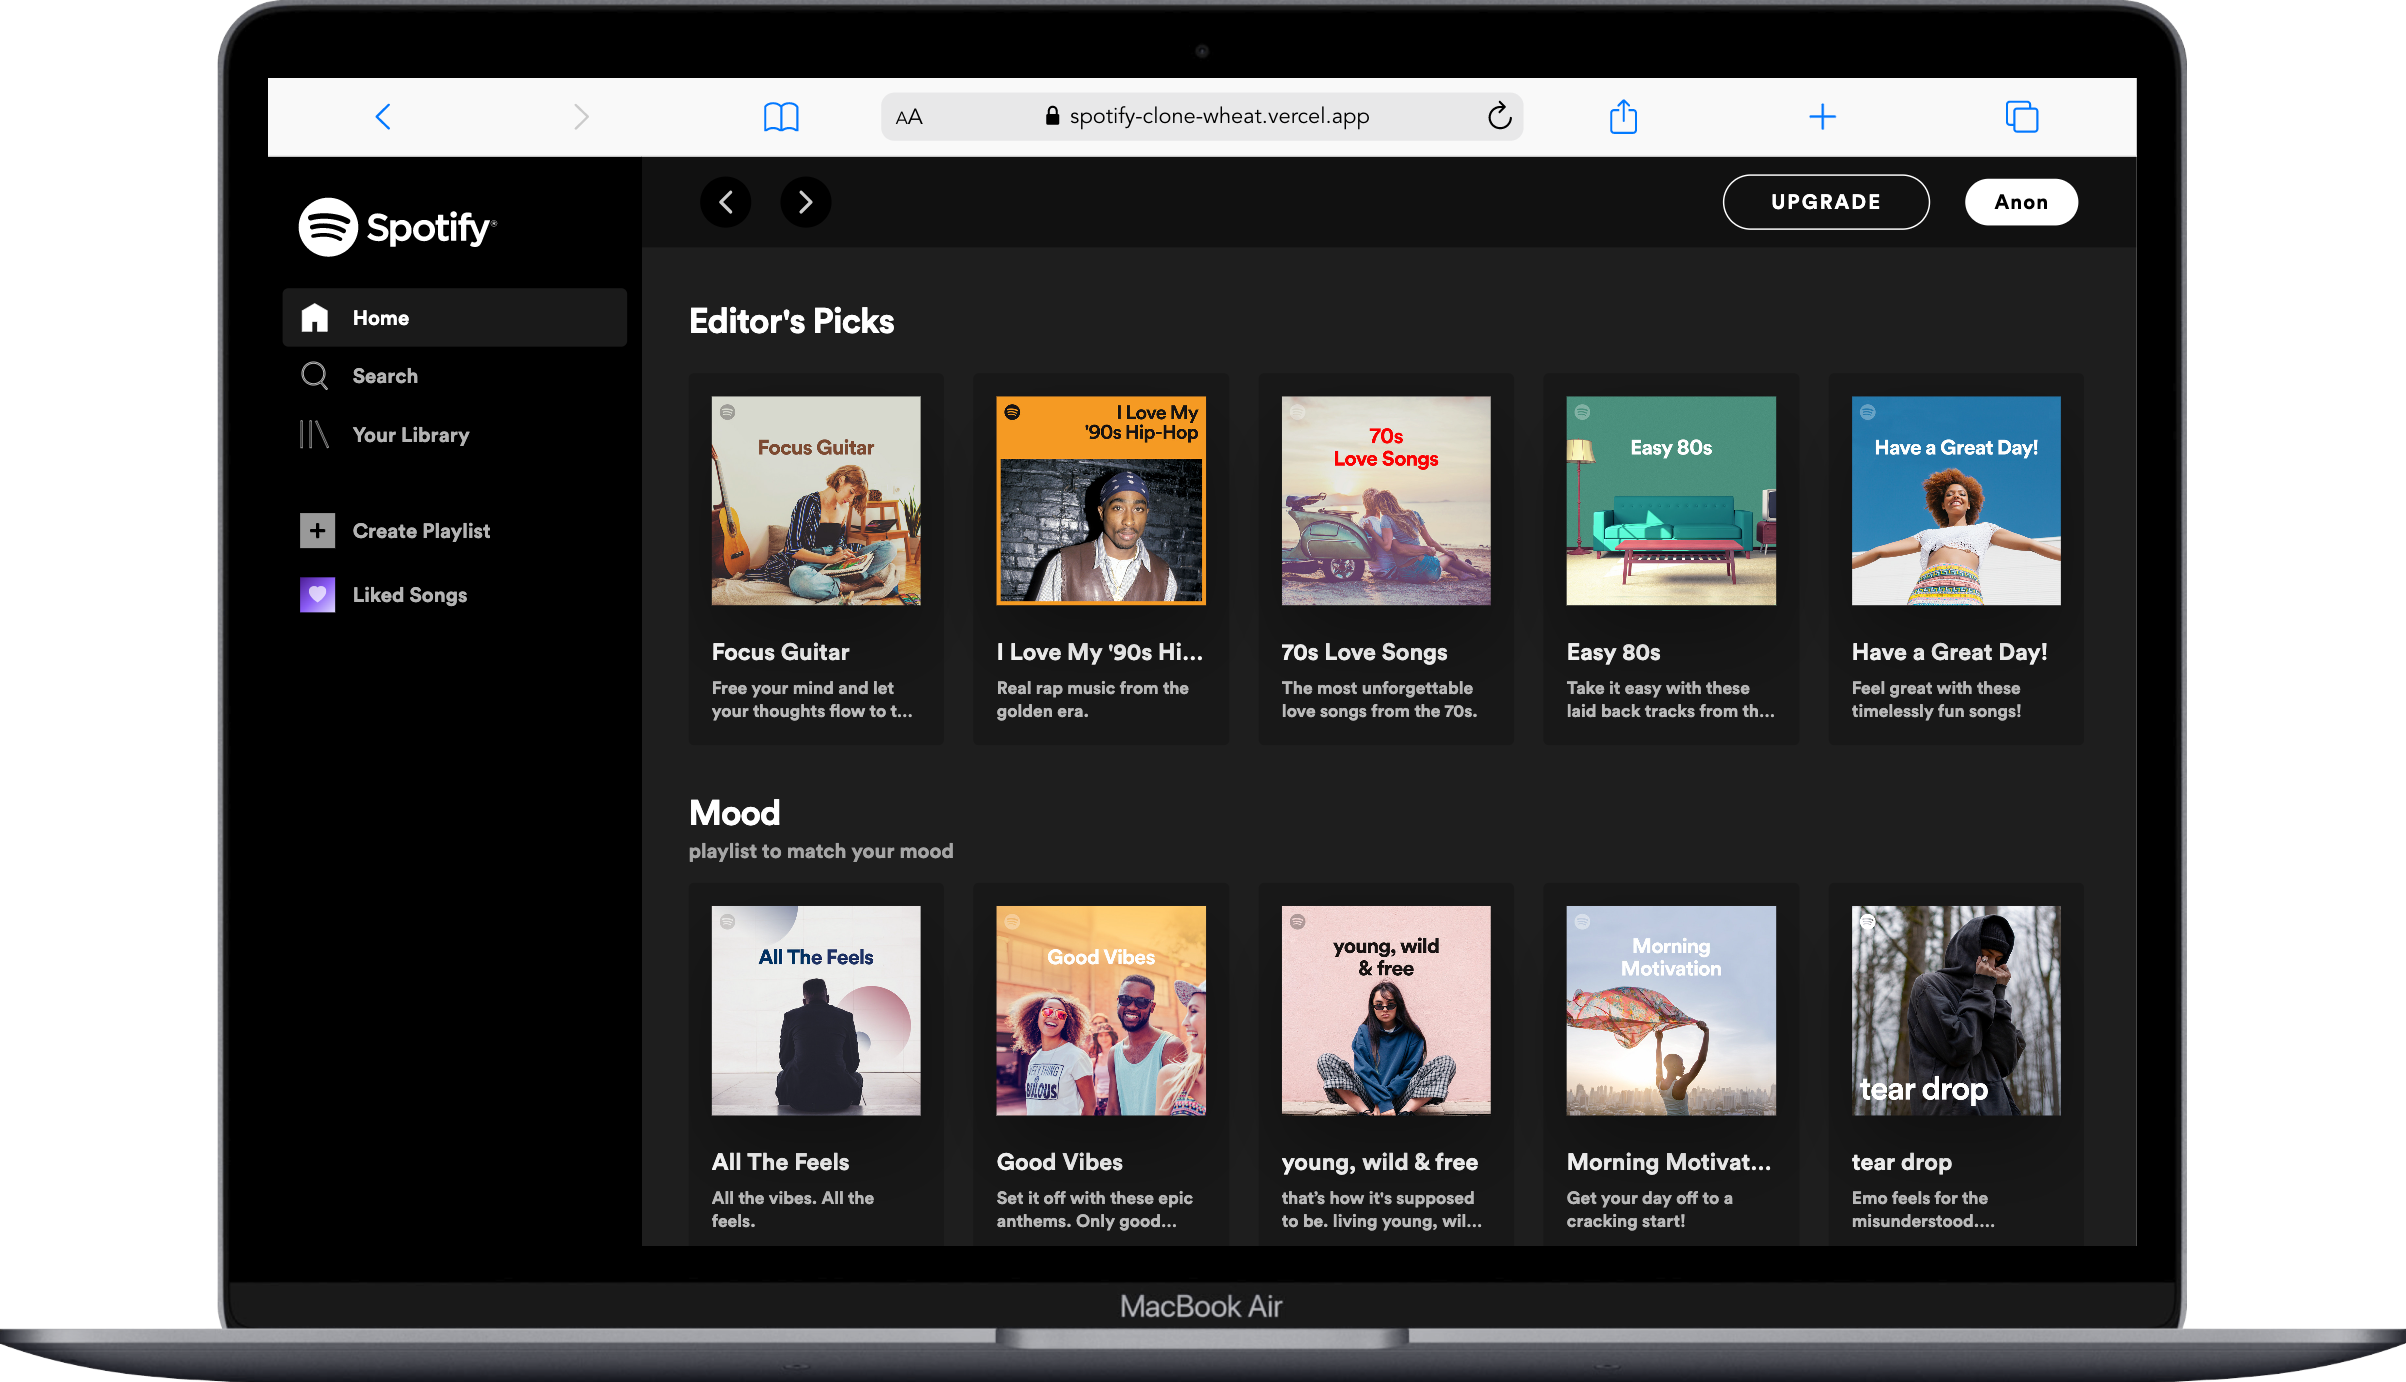 AA
spotify-clone-wheat.vercel.app
Spotify
UPGRADE
Anon
Home
Search
Your Library
Create Playlist
Liked Songs
Editor's Picks
Focus Guitar
I Love My
'90s Hip-Hop
70s
Love Songs
Easy 80s
Have a Great Day!
Focus Guitar
Free your mind and let
your thoughts flow to t...
I Love My '90s Hi...
Real rap music from the
golden era.
70s Love Songs
The most unforgettable
love songs from the 70s.
Easy 80s
Take it easy with these
laid back tracks from th...
Have a Great Day!
Feel great with these
timelessly fun songs!
Mood
playlist to match your mood
All The Feels
Good Vibes
young, wild
& free
Morning
Motivation
tear drop
All The Feels
All the vibes. All the
feels.
Good Vibes
Set it off with these epic
anthems. Only good...
young, wild & free
that's how it's supposed
to be. living young, wil...
Morning Motivat...
Get your day off to a
cracking start!
tear drop
Emo feels for the
misunderstood....
MacBook Air